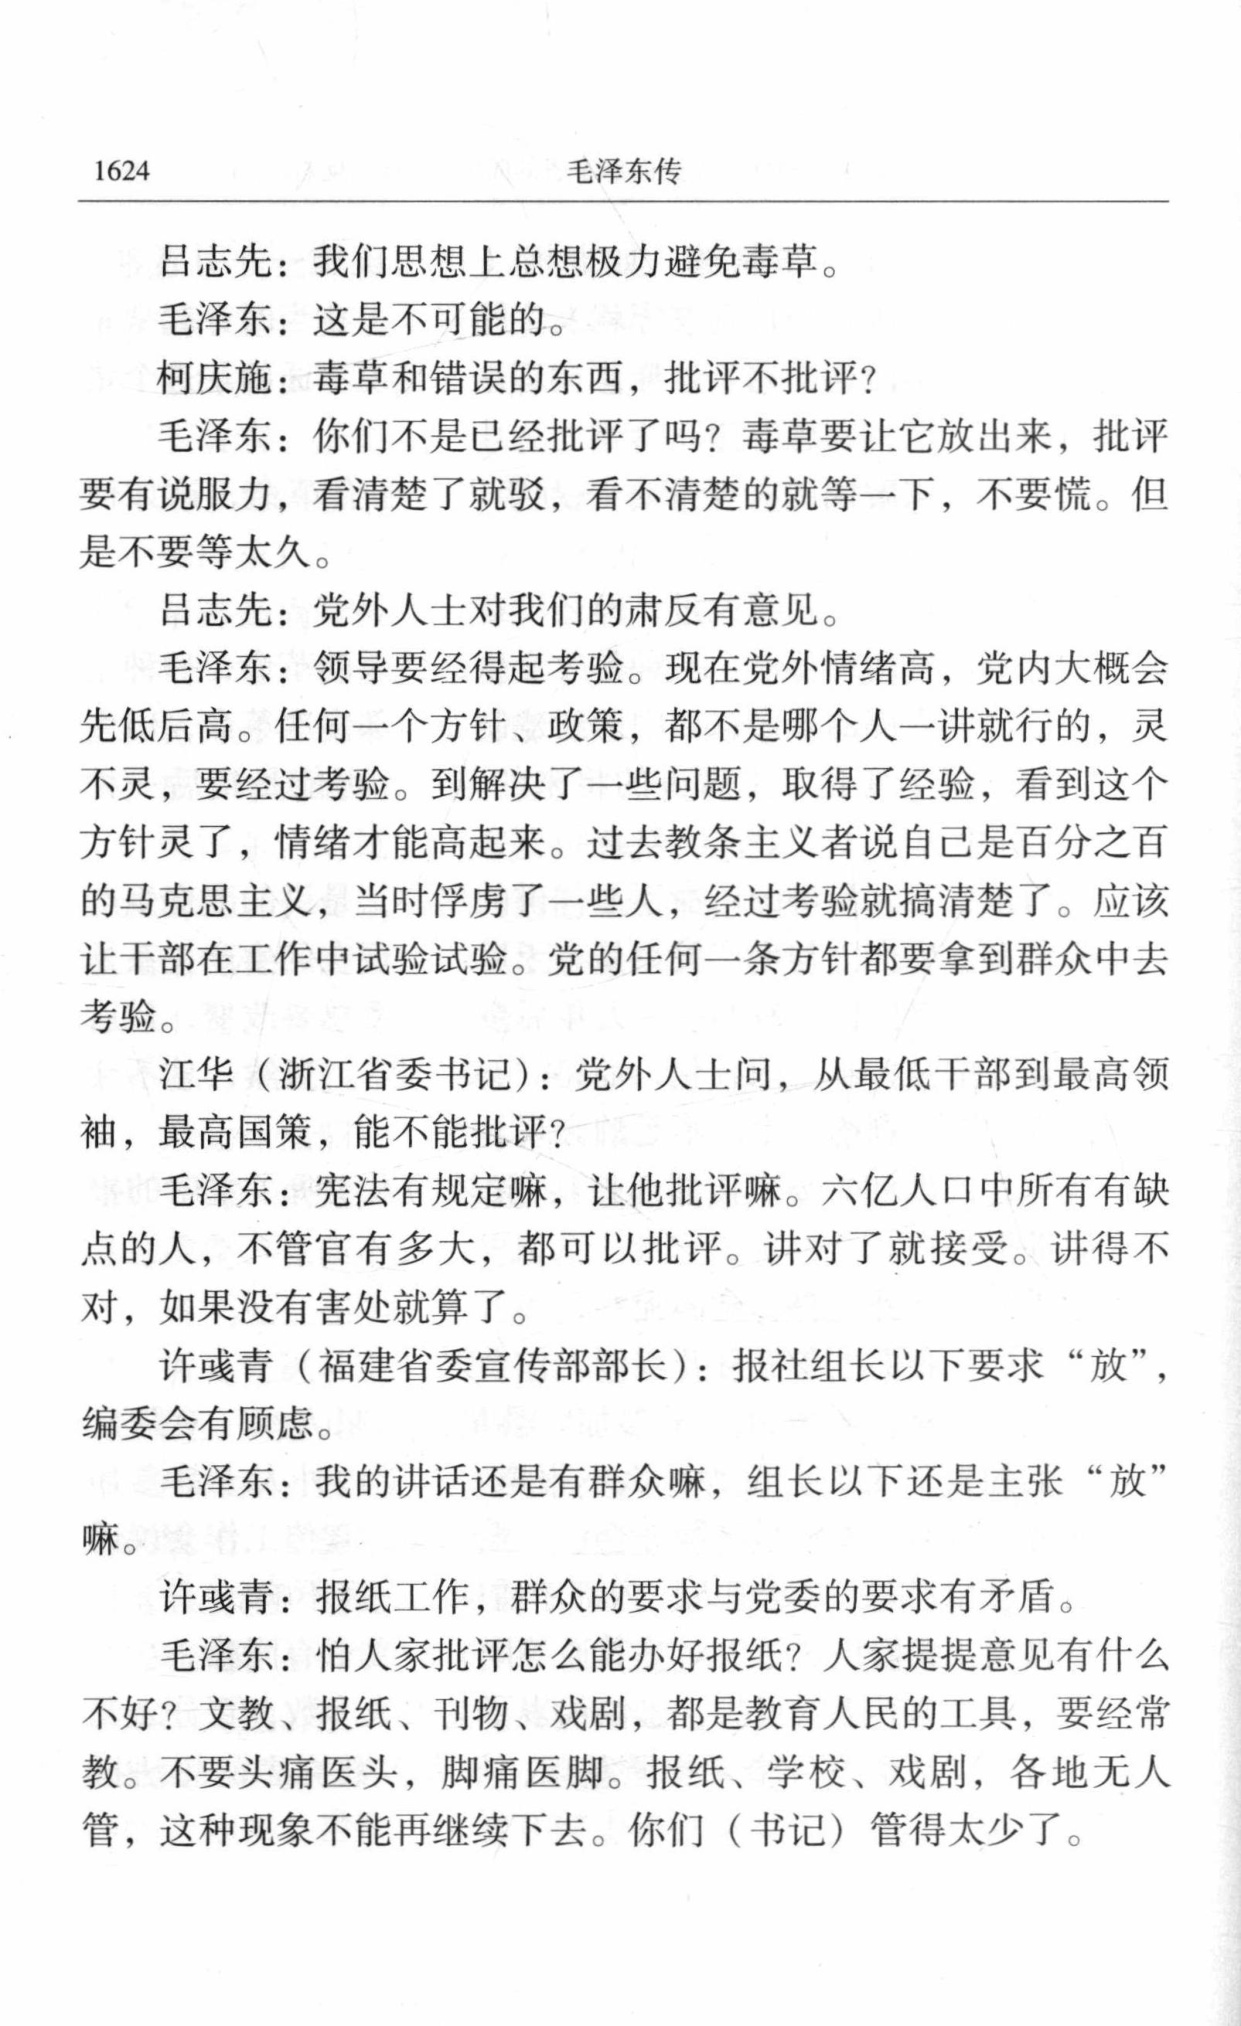 1624
毛泽东传
吕志先：我们思想上总想极力避免毒草。
毛泽东：这是不可能的。
柯庆施：毒草和错误的东西，批评不批评？
毛泽东：你们不是已经批评了吗？毒草要让它放出来，批评
要有说服力，看清楚了就驳，看不清楚的就等一下，不要慌。但
是不要等太久。
吕志先：党外人士对我们的肃反有意见。
毛泽东：领导要经得起考验。现在党外情绪高，党内大概会
先低后高。任何一个方针、政策，都不是哪个人一讲就行的，灵
不灵，要经过考验。到解决了一些问题，取得了经验，看到这个
方针灵了，情绪才能高起来。过去教条主义者说自己是百分之百
的马克思主义，当时俘虏了一些人，经过考验就搞清楚了。应该
让干部在工作中试验试验。党的任何一条方针都要拿到群众中去
考验。
江华（浙江省委书记）：党外人士问，从最低干部到最高领
袖，最高国策，能不能批评？
毛泽东：宪法有规定嘛，让他批评嘛。六亿人口中所有有缺
点的人，不管官有多大，都可以批评。讲对了就接受。讲得不
对，如果没有害处就算了。
许彧青（福建省委宣传部部长）：报社组长以下要求“放”，
编委会有顾虑。
毛泽东：我的讲话还是有群众嘛，组长以下还是主张“放”
嘛。
许彧青：报纸工作，群众的要求与党委的要求有矛盾。
毛泽东：怕人家批评怎么能办好报纸？人家提提意见有什么
不好？文教、报纸、刊物、戏剧，都是教育人民的工具，要经常
教。不要头痛医头，脚痛医脚。报纸、学校、戏剧，各地无人
管，这种现象不能再继续下去。你们（书记）管得太少了。